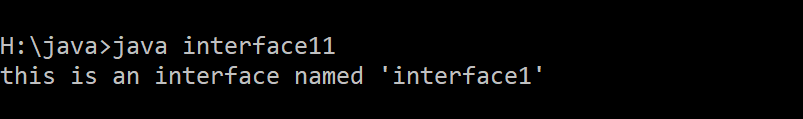 H:\java>java interface11
this is an interface named 'interface1'